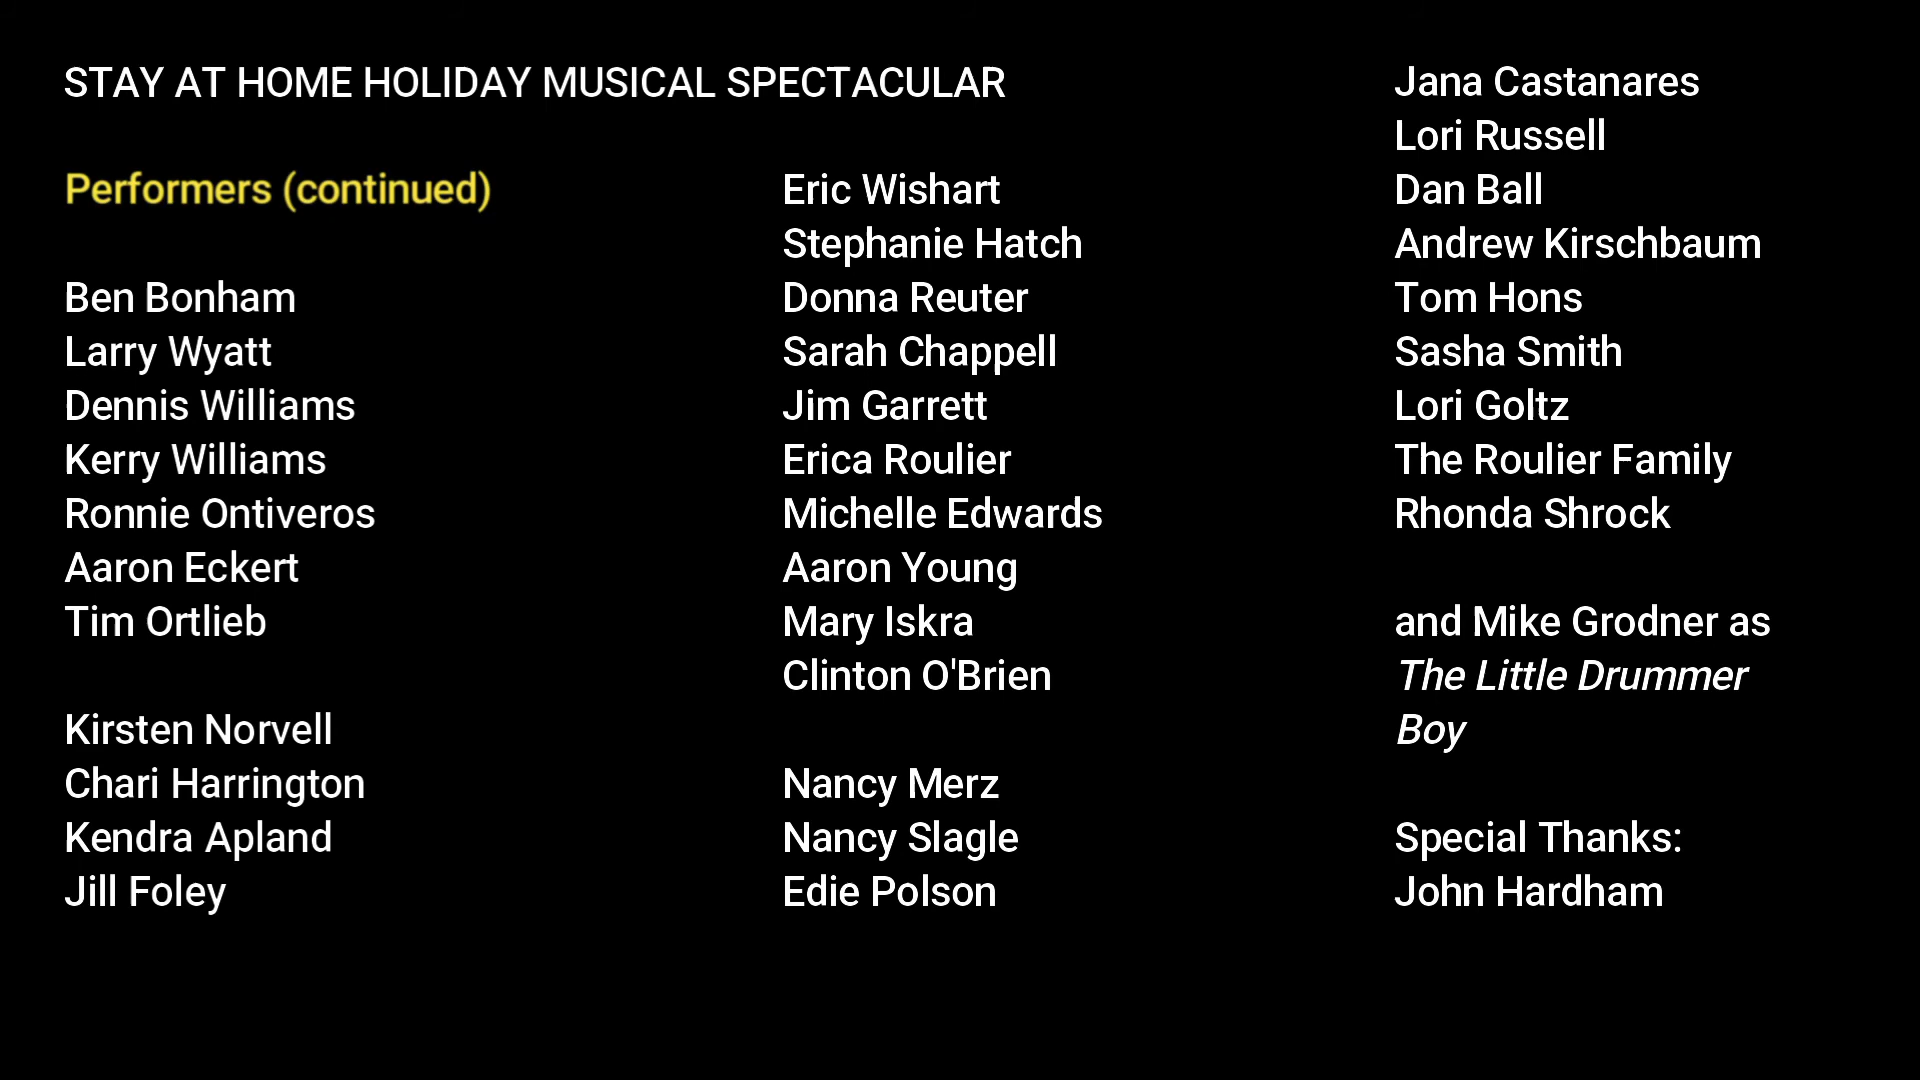 STAY AT HOME HOLIDAY MUSICAL SPECTACULAR
Performers (continued)
Ben Bonham
Larry Wyatt
Dennis Williams
Kerry Williams
Ronnie Ontiveros
Aaron Eckert
Tim Ortlieb
Kirsten Norvell
Chari Harrington
Kendra Apland
Jill Foley
Eric Wishart
Stephanie Hatch
Donna Reuter
Sarah Chappell
Jim Garrett
Erica Roulier
Michelle Edwards
Aaron Young
Mary Iskra
Clinton O'Brien
Nancy Merz
Nancy Slagle
Edie Polson
Jana Castanares
Lori Russell
Dan Ball
Andrew Kirschbaum
Tom Hons
Sasha Smith
Lori Goltz
The Roulier Family
Rhonda Shrock
and Mike Grodner as
The Little Drummer
Boy
Special Thanks:
John Hardham